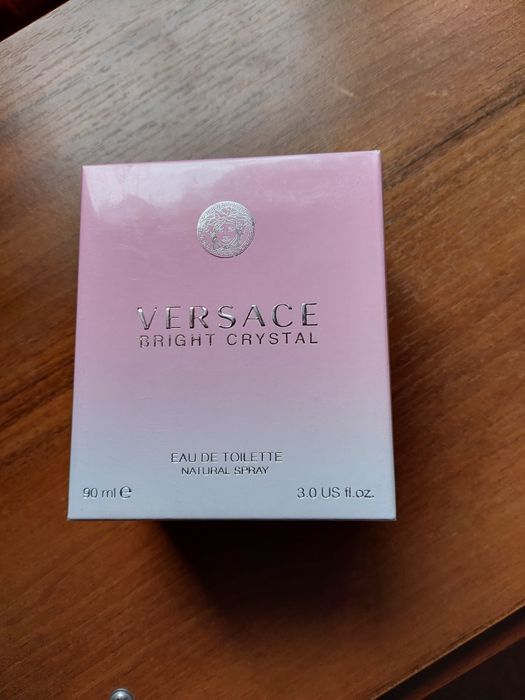 VERSACE
BRIGHT CRYSTAL
EAU DE TOILETTE
NATURAL SPRAY
90 ml ℮ 3.0 US fl.oz.